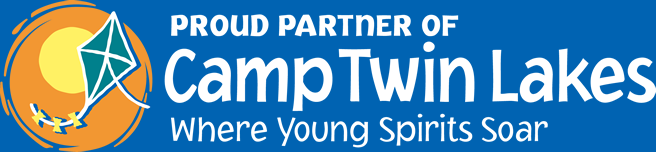 PROUD PARTNER OF
Camp Twin Lakes
Where Young Spirits Soar